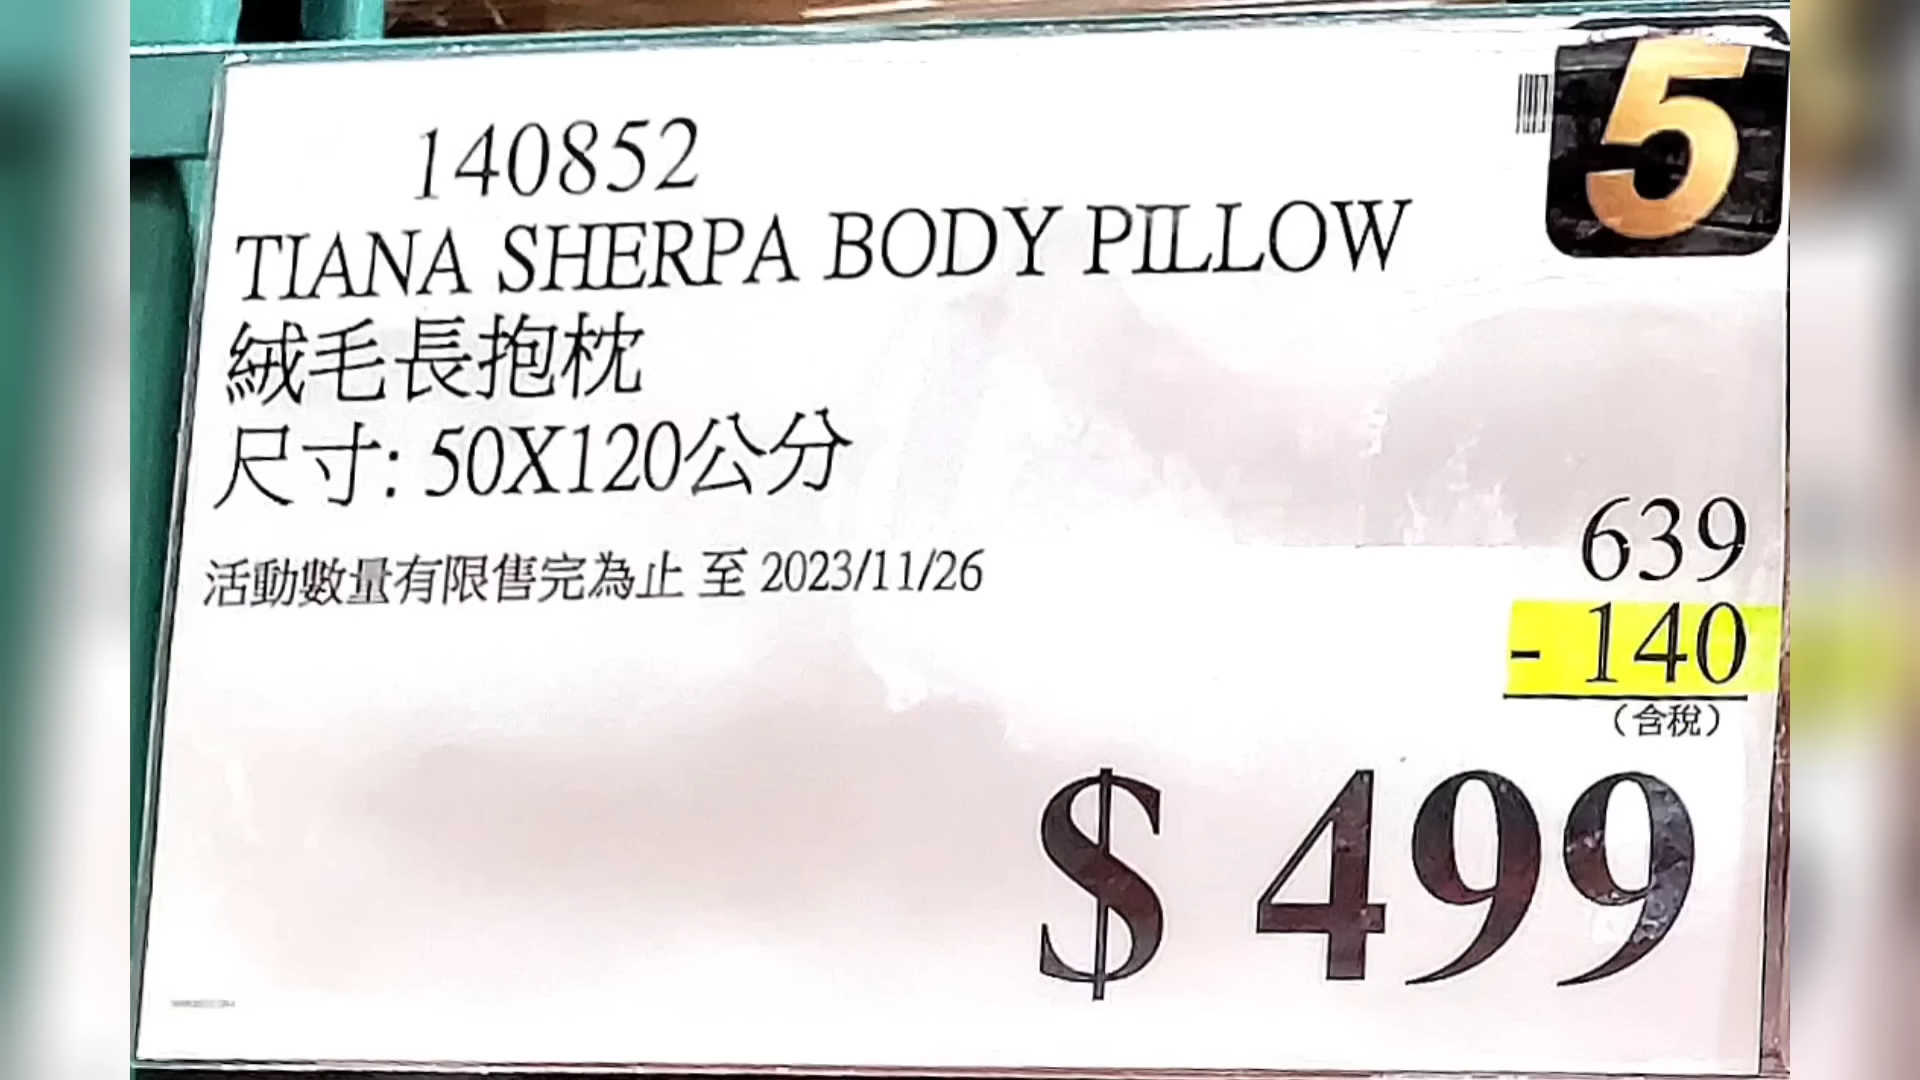 5
140852
TIANA SHERPA BODY PILLOW
絨毛長抱枕
尺寸: 50X120公分
活動數量有限售完為止 至 2023/11/26
639
- 140
(含稅)
$ 499